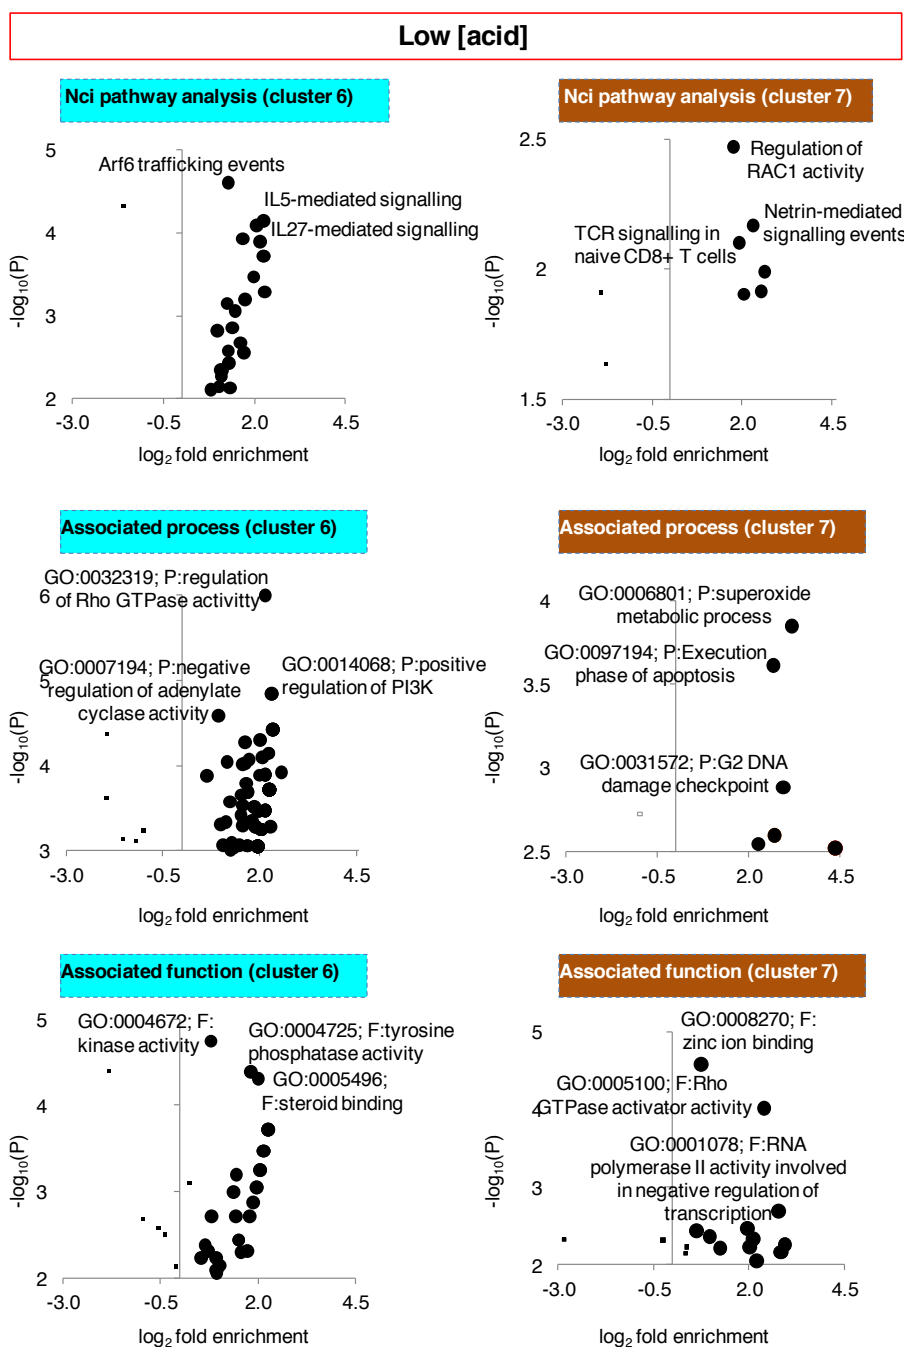 Low [acid]
Nci pathway analysis (cluster 6)
5
4
3
2
-log10(P)
Arf6 trafficking events
IL5-mediated signalling
IL27-mediated signalling
-3.0 -0.5 2.0 4.5
log2 fold enrichment
Nci pathway analysis (cluster 7)
2.5
2
1.5
-log10(P)
Regulation of
RAC1 activity
Netrin-mediated
signalling events
TCR signalling in
naive CD8+ T cells
-3.0 -0.5 2.0 4.5
log2 fold enrichment
Associated process (cluster 6)
6
5
4
3
-log10(P)
GO:0032319; P:regulation
of Rho GTPase activitty
GO:0007194; P:negative
regulation of adenylate
cyclase activity
GO:0014068; P:positive
regulation of PI3K
-3.0 -0.5 2.0 4.5
log2 fold enrichment
Associated process (cluster 7)
4
3.5
3
2.5
-log10(P)
GO:0006801; P:superoxide
metabolic process
GO:0097194; P:Execution
phase of apoptosis
GO:0031572; P:G2 DNA
damage checkpoint
-3.0 -0.5 2.0 4.5
log2 fold enrichment
Associated function (cluster 6)
5
4
3
2
-log10(P)
GO:0004672; F:
kinase activity
GO:0004725; F:tyrosine
phosphatase activity
GO:0005496;
F:steroid binding
-3.0 -0.5 2.0 4.5
log2 fold enrichment
Associated function (cluster 7)
5
4
3
2
-log10(P)
GO:0008270; F:
zinc ion binding
GO:0005100; F:Rho
GTPase activator activity
GO:0001078; F:RNA
polymerase II activity involved
in negative regulation of
transcription
-3.0 -0.5 2.0 4.5
log2 fold enrichment